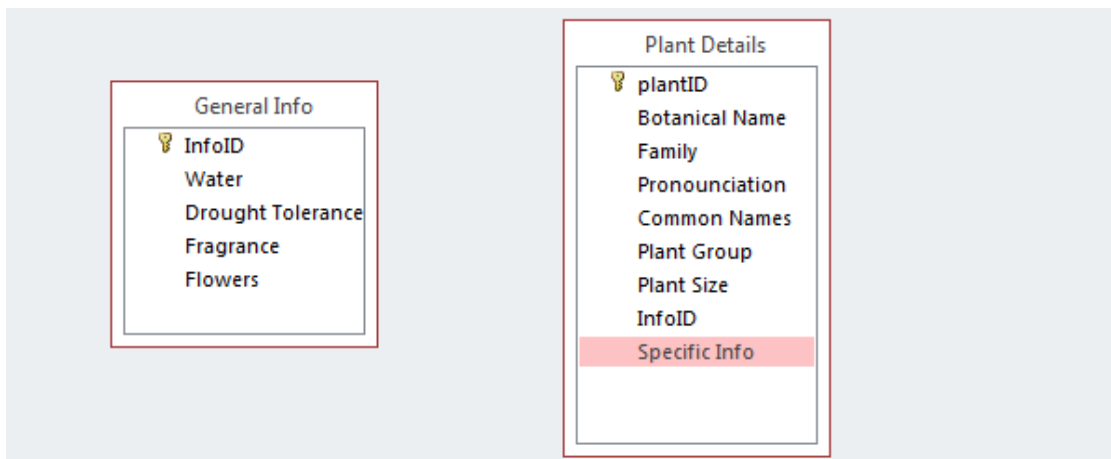 General Info
InfoID
Water
Drought Tolerance
Fragrance
Flowers
Plant Details
plantID
Botanical Name
Family
Pronounciation
Common Names
Plant Group
Plant Size
InfoID
Specific Info